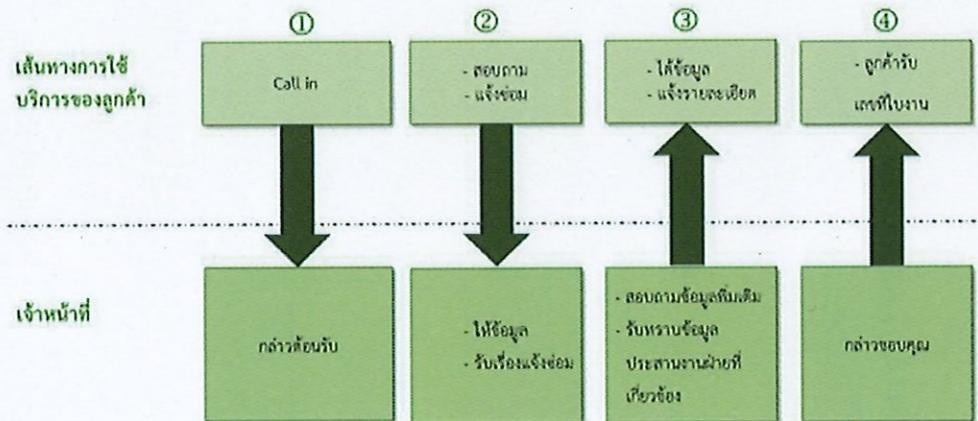 ① ② ③ ④
เส้นทางการใช้
บริการของลูกค้า
Call in
- สอบถาม
- แจ้งซ่อม
- ได้ข้อมูล
- แจ้งรายละเอียด
- ลูกค้ารับ
เลขที่ใบงาน
เจ้าหน้าที่
กล่าวต้อนรับ
- ให้ข้อมูล
- รับเรื่องแจ้งซ่อม
- สอบถามข้อมูลพิ่มเติม
- รับทราบข้อมูล
ประสานงานฝ่ายที่
เกี่ยวข้อง
กล่าวขอบคุณ